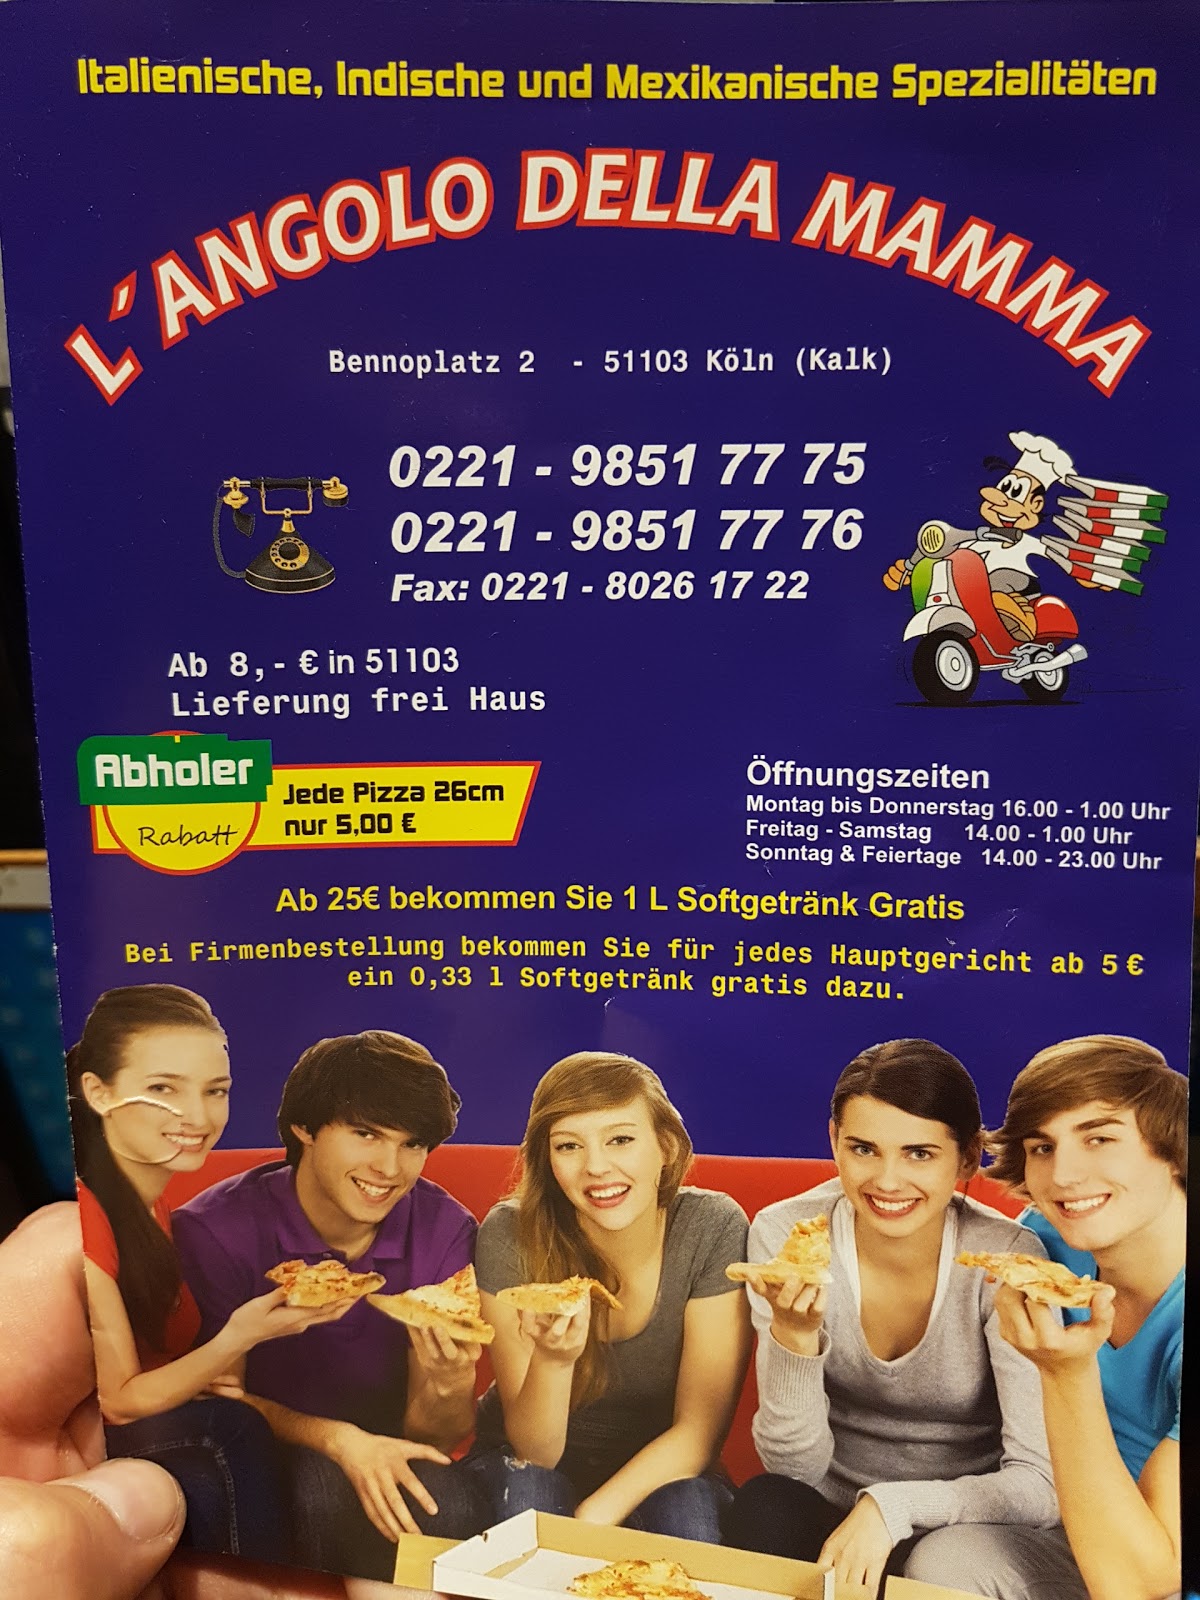 Italienische, Indische und Mexikanische Spezialitäten
L´ANGOLO DELLA MAMMA
Bennoplatz 2 - 51103 Köln (Kalk)
0221 - 9851 77 75
0221 - 9851 77 76
Fax: 0221 - 8026 17 22
Ab 8,- € in 51103
Lieferung frei Haus
Abholer
Rabatt
Jede Pizza 26cm
nur 5,00 €
Öffnungszeiten
Montag bis Donnerstag 16.00 - 1.00 Uhr
Freitag - Samstag 14.00 - 1.00 Uhr
Sonntag & Feiertage 14.00 - 23.00 Uhr
Ab 25€ bekommen Sie 1 L Softgetränk Gratis
Bei Firmenbestellung bekommen Sie für jedes Hauptgericht ab 5 €
ein 0,33 l Softgetränk gratis dazu.